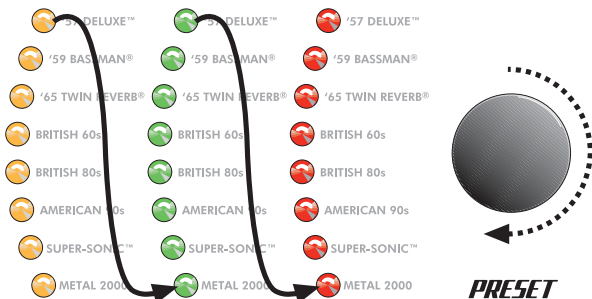 '57 DELUXE™ '57 DELUXE™ '57 DELUXE™
'59 BASSMAN® '59 BASSMAN® '59 BASSMAN®
'65 TWIN REVERB® '65 TWIN REVERB® '65 TWIN REVERB®
BRITISH 60s BRITISH 60s BRITISH 60s
BRITISH 80s BRITISH 80s BRITISH 80s
AMERICAN 90s AMERICAN 90s AMERICAN 90s
SUPER-SONIC™ SUPER-SONIC™ SUPER-SONIC™
METAL 2000 METAL 2000 METAL 2000
PRESET